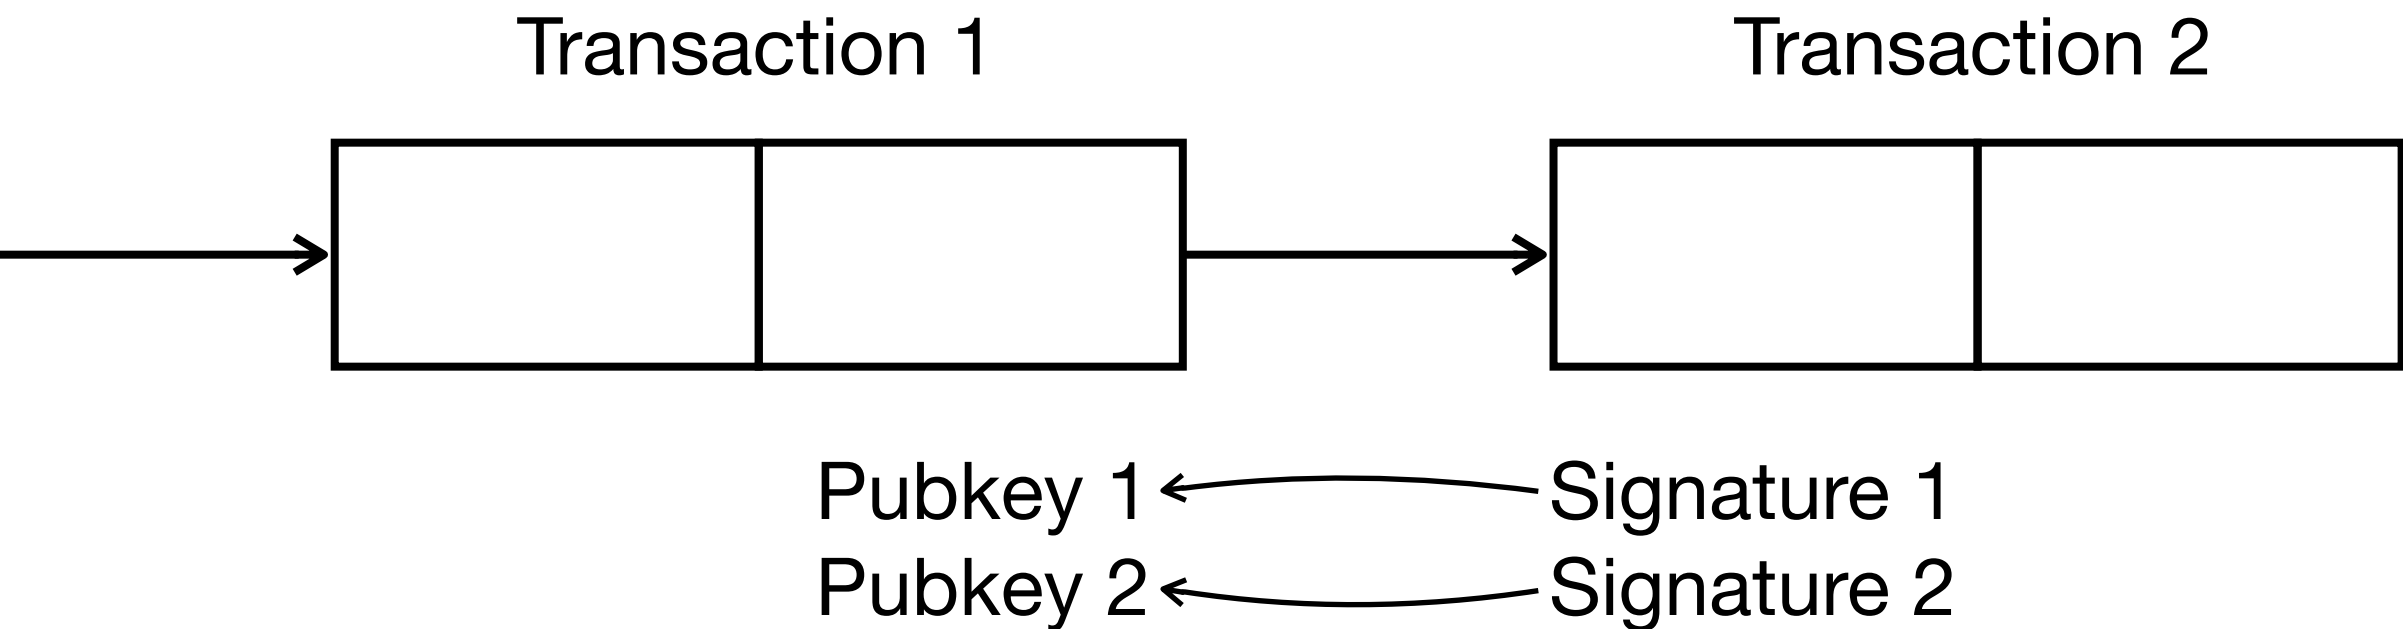 Transaction 1
Transaction 2
Pubkey 1
Signature 1
Pubkey 2
Signature 2